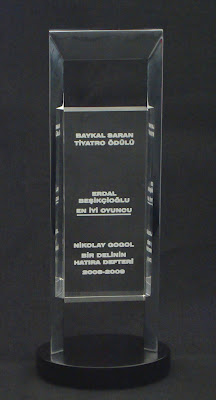 BAYKAL SARAN
TİYATRO ÖDÜLÜ
ERDAL
BEŞİKÇİOĞLU
EN İYİ OYUNCU
NİKOLAY GOGOL
BİR DELİNİN
HATIRA DEFTERİ
2008-2009